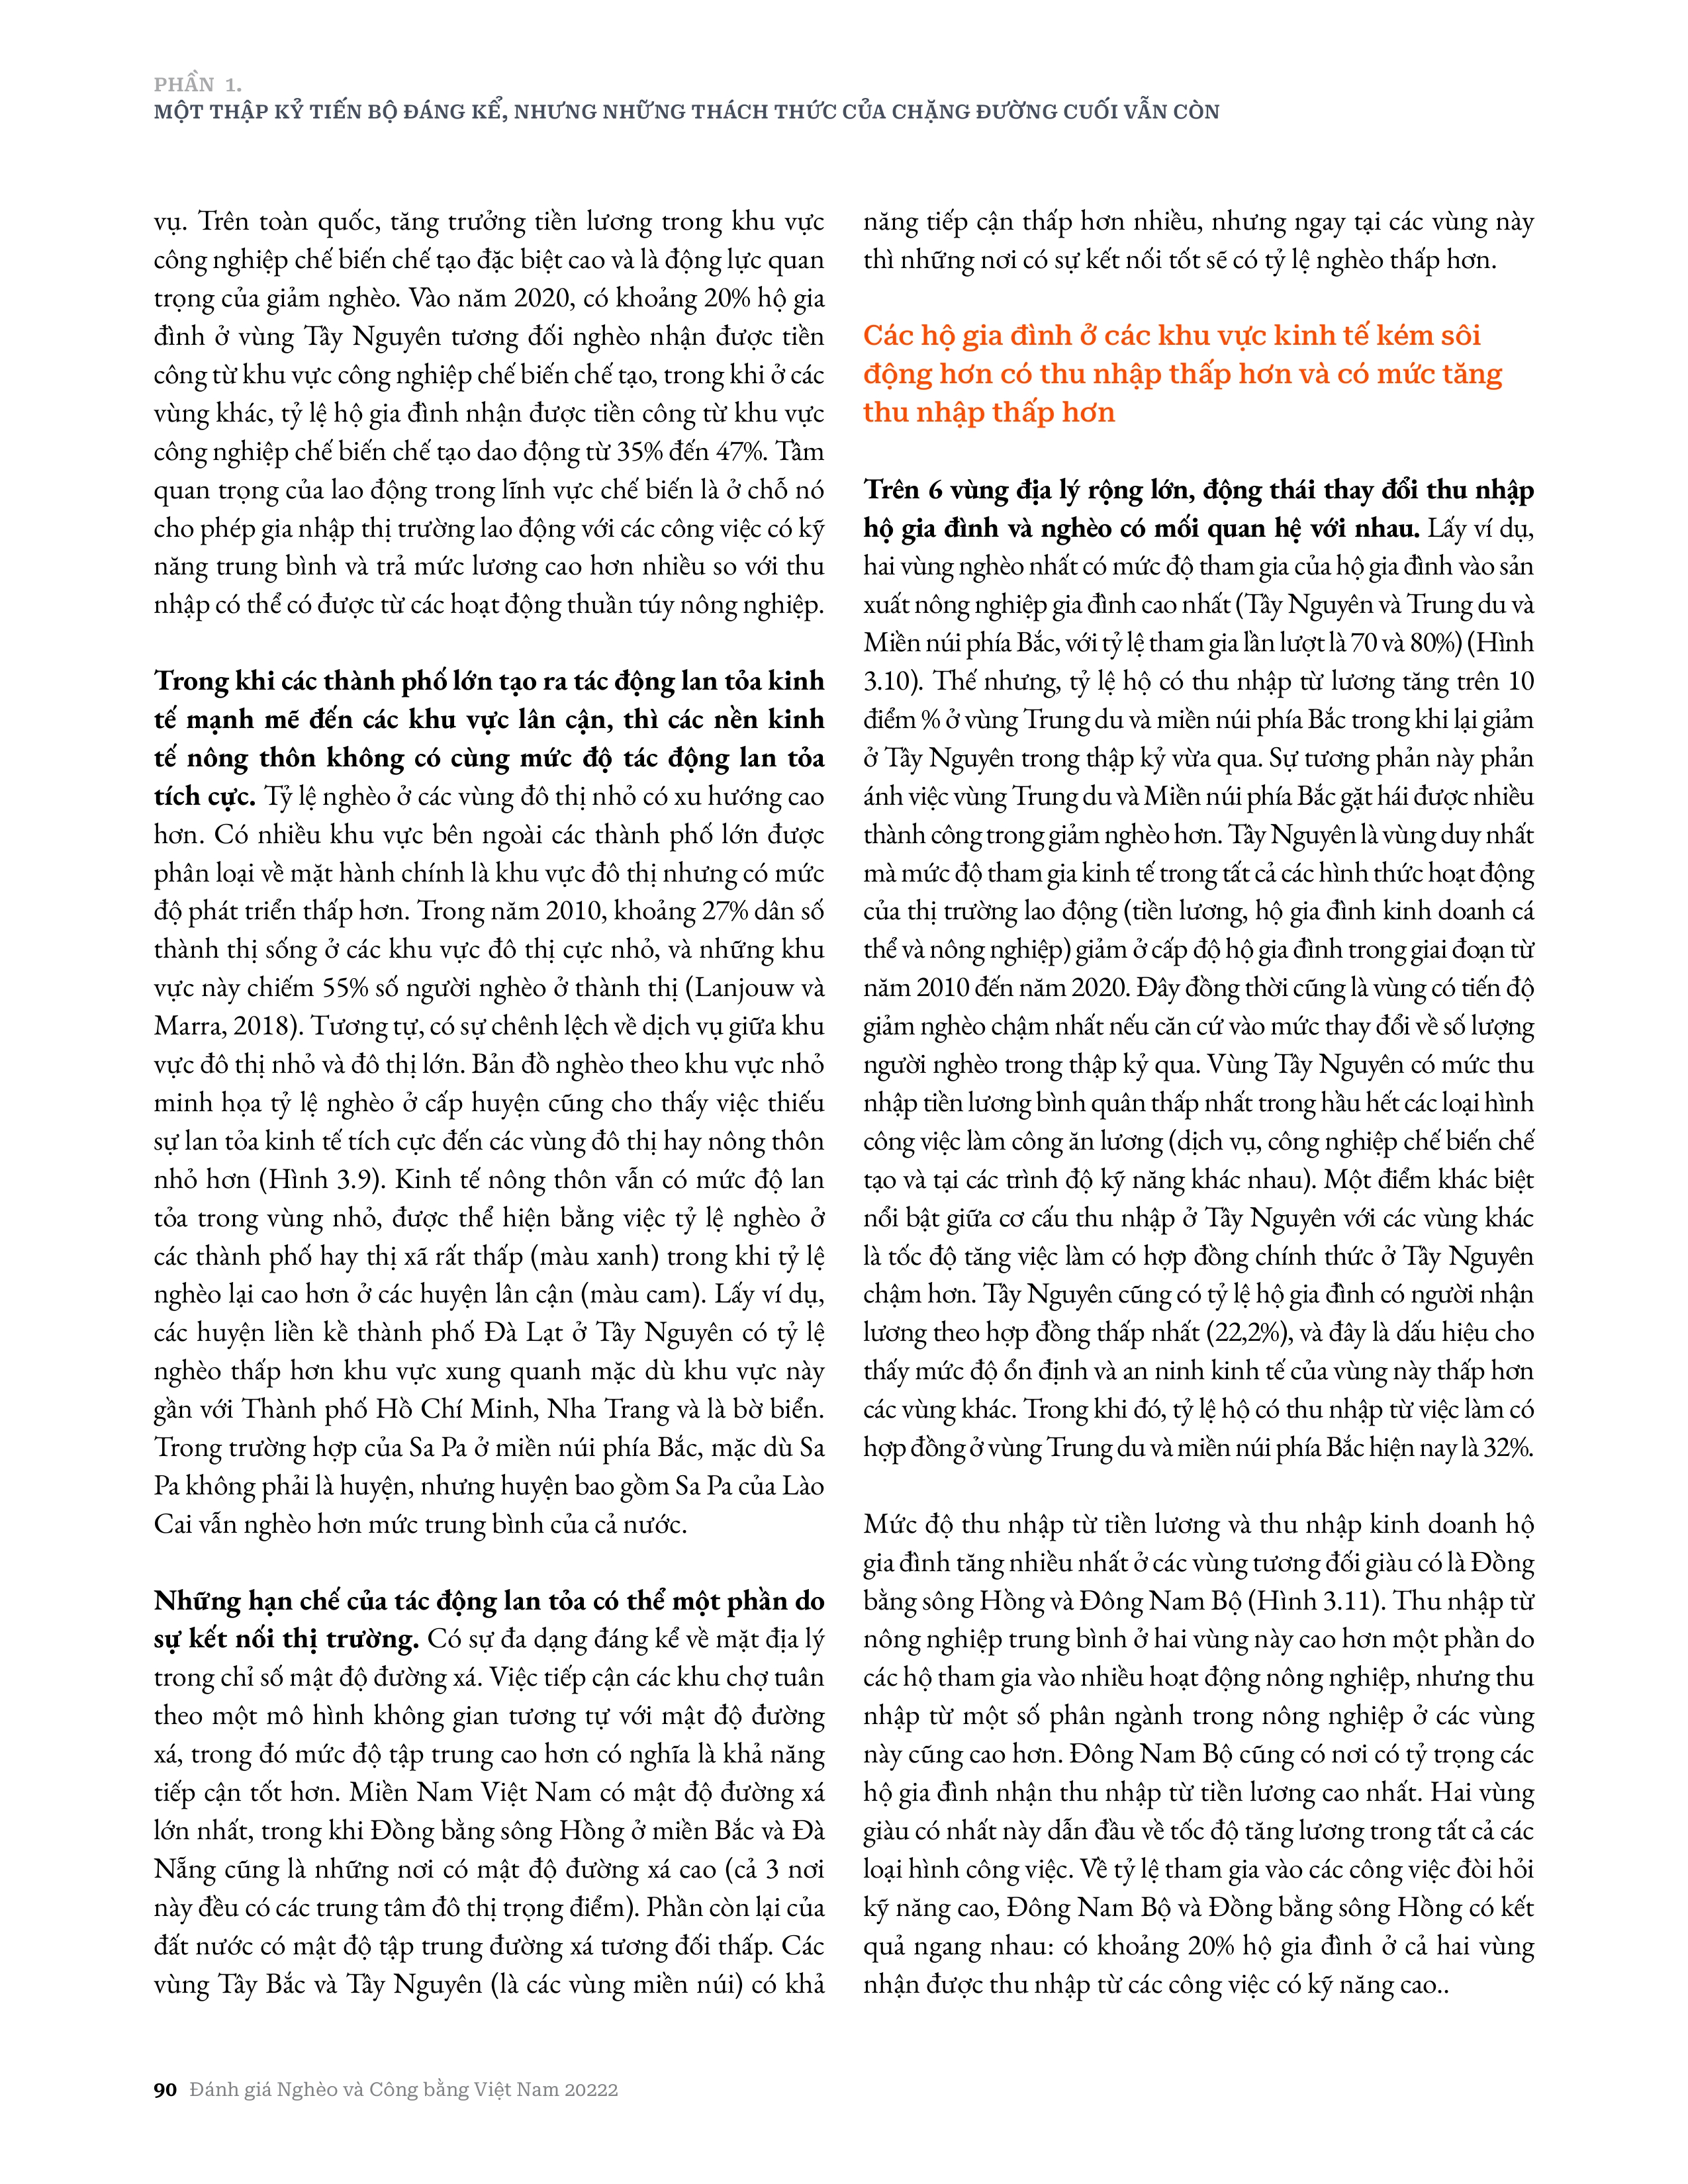 PHẦN 1.
MỘT THẬP KỶ TIẾN BỘ ĐÁNG KỂ, NHƯNG NHỮNG THÁCH THỨC CỦA CHẶNG ĐƯỜNG CUỐI VẪN CÒN
vụ. Trên toàn quốc, tăng trưởng tiền lương trong khu vực
công nghiệp chế biến chế tạo đặc biệt cao và là động lực quan
trọng của giảm nghèo. Vào năm 2020, có khoảng 20% hộ gia
đình ở vùng Tây Nguyên tương đối nghèo nhận được tiền
công từ khu vực công nghiệp chế biến chế tạo, trong khi ở các
vùng khác, tỷ lệ hộ gia đình nhận được tiền công từ khu vực
công nghiệp chế biến chế tạo dao động từ 35% đến 47%. Tầm
quan trọng của lao động trong lĩnh vực chế biến là ở chỗ nó
cho phép gia nhập thị trường lao động với các công việc có kỹ
năng trung bình và trả mức lương cao hơn nhiều so với thu
nhập có thể có được từ các hoạt động thuần túy nông nghiệp.
Trong khi các thành phố lớn tạo ra tác động lan tỏa kinh
tế mạnh mẽ đến các khu vực lân cận, thì các nền kinh
tế nông thôn không có cùng mức độ tác động lan tỏa
tích cực. Tỷ lệ nghèo ở các vùng đô thị nhỏ có xu hướng cao
hơn. Có nhiều khu vực bên ngoài các thành phố lớn được
phân loại về mặt hành chính là khu vực đô thị nhưng có mức
độ phát triển thấp hơn. Trong năm 2010, khoảng 27% dân số
thành thị sống ở các khu vực đô thị cực nhỏ, và những khu
vực này chiếm 55% số người nghèo ở thành thị (Lanjouw và
Marra, 2018). Tương tự, có sự chênh lệch về dịch vụ giữa khu
vực đô thị nhỏ và đô thị lớn. Bản đồ nghèo theo khu vực nhỏ
minh họa tỷ lệ nghèo ở cấp huyện cũng cho thấy việc thiếu
sự lan tỏa kinh tế tích cực đến các vùng đô thị hay nông thôn
nhỏ hơn (Hình 3.9). Kinh tế nông thôn vẫn có mức độ lan
tỏa trong vùng nhỏ, được thể hiện bằng việc tỷ lệ nghèo ở
các thành phố hay thị xã rất thấp (màu xanh) trong khi tỷ lệ
nghèo lại cao hơn ở các huyện lân cận (màu cam). Lấy ví dụ,
các huyện liền kề thành phố Đà Lạt ở Tây Nguyên có tỷ lệ
nghèo thấp hơn khu vực xung quanh mặc dù khu vực này
gần với Thành phố Hồ Chí Minh, Nha Trang và là bờ biển.
Trong trường hợp của Sa Pa ở miền núi phía Bắc, mặc dù Sa
Pa không phải là huyện, nhưng huyện bao gồm Sa Pa của Lào
Cai vẫn nghèo hơn mức trung bình của cả nước.
Những hạn chế của tác động lan tỏa có thể một phần do
sự kết nối thị trường. Có sự đa dạng đáng kể về mặt địa lý
trong chỉ số mật độ đường xá. Việc tiếp cận các khu chợ tuân
theo một mô hình không gian tương tự với mật độ đường
xá, trong đó mức độ tập trung cao hơn có nghĩa là khả năng
tiếp cận tốt hơn. Miền Nam Việt Nam có mật độ đường xá
lớn nhất, trong khi Đồng bằng sông Hồng ở miền Bắc và Đà
Nẵng cũng là những nơi có mật độ đường xá cao (cả 3 nơi
này đều có các trung tâm đô thị trọng điểm). Phần còn lại của
đất nước có mật độ tập trung đường xá tương đối thấp. Các
vùng Tây Bắc và Tây Nguyên (là các vùng miền núi) có khả
năng tiếp cận thấp hơn nhiều, nhưng ngay tại các vùng này
thì những nơi có sự kết nối tốt sẽ có tỷ lệ nghèo thấp hơn.
Các hộ gia đình ở các khu vực kinh tế kém sôi
động hơn có thu nhập thấp hơn và có mức tăng
thu nhập thấp hơn
Trên 6 vùng địa lý rộng lớn, động thái thay đổi thu nhập
hộ gia đình và nghèo có mối quan hệ với nhau. Lấy ví dụ,
hai vùng nghèo nhất có mức độ tham gia của hộ gia đình vào sản
xuất nông nghiệp gia đình cao nhất (Tây Nguyên và Trung du và
Miền núi phía Bắc, với tỷ lệ tham gia lần lượt là 70 và 80%) (Hình
3.10). Thế nhưng, tỷ lệ hộ có thu nhập từ lương tăng trên 10
điểm % ở vùng Trung du và miền núi phía Bắc trong khi lại giảm
ở Tây Nguyên trong thập kỷ vừa qua. Sự tương phản này phản
ánh việc vùng Trung du và Miền núi phía Bắc gặt hái được nhiều
thành công trong giảm nghèo hơn. Tây Nguyên là vùng duy nhất
mà mức độ tham gia kinh tế trong tất cả các hình thức hoạt động
của thị trường lao động (tiền lương, hộ gia đình kinh doanh cá
thể và nông nghiệp) giảm ở cấp độ hộ gia đình trong giai đoạn từ
năm 2010 đến năm 2020. Đây đồng thời cũng là vùng có tiến độ
giảm nghèo chậm nhất nếu căn cứ vào mức thay đổi về số lượng
người nghèo trong thập kỷ qua. Vùng Tây Nguyên có mức thu
nhập tiền lương bình quân thấp nhất trong hầu hết các loại hình
công việc làm công ăn lương (dịch vụ, công nghiệp chế biến chế
tạo và tại các trình độ kỹ năng khác nhau). Một điểm khác biệt
nổi bật giữa cơ cấu thu nhập ở Tây Nguyên với các vùng khác
là tốc độ tăng việc làm có hợp đồng chính thức ở Tây Nguyên
chậm hơn. Tây Nguyên cũng có tỷ lệ hộ gia đình có người nhận
lương theo hợp đồng thấp nhất (22,2%), và đây là dấu hiệu cho
thấy mức độ ổn định và an ninh kinh tế của vùng này thấp hơn
các vùng khác. Trong khi đó, tỷ lệ hộ có thu nhập từ việc làm có
hợp đồng ở vùng Trung du và miền núi phía Bắc hiện nay là 32%.
Mức độ thu nhập từ tiền lương và thu nhập kinh doanh hộ
gia đình tăng nhiều nhất ở các vùng tương đối giàu có là Đồng
bằng sông Hồng và Đông Nam Bộ (Hình 3.11). Thu nhập từ
nông nghiệp trung bình ở hai vùng này cao hơn một phần do
các hộ tham gia vào nhiều hoạt động nông nghiệp, nhưng thu
nhập từ một số phân ngành trong nông nghiệp ở các vùng
này cũng cao hơn. Đông Nam Bộ cũng có nơi có tỷ trọng các
hộ gia đình nhận thu nhập từ tiền lương cao nhất. Hai vùng
giàu có nhất này dẫn đầu về tốc độ tăng lương trong tất cả các
loại hình công việc. Về tỷ lệ tham gia vào các công việc đòi hỏi
kỹ năng cao, Đông Nam Bộ và Đồng bằng sông Hồng có kết
quả ngang nhau: có khoảng 20% hộ gia đình ở cả hai vùng
nhận được thu nhập từ các công việc có kỹ năng cao..
90 Đánh giá Nghèo và Công bằng Việt Nam 20222